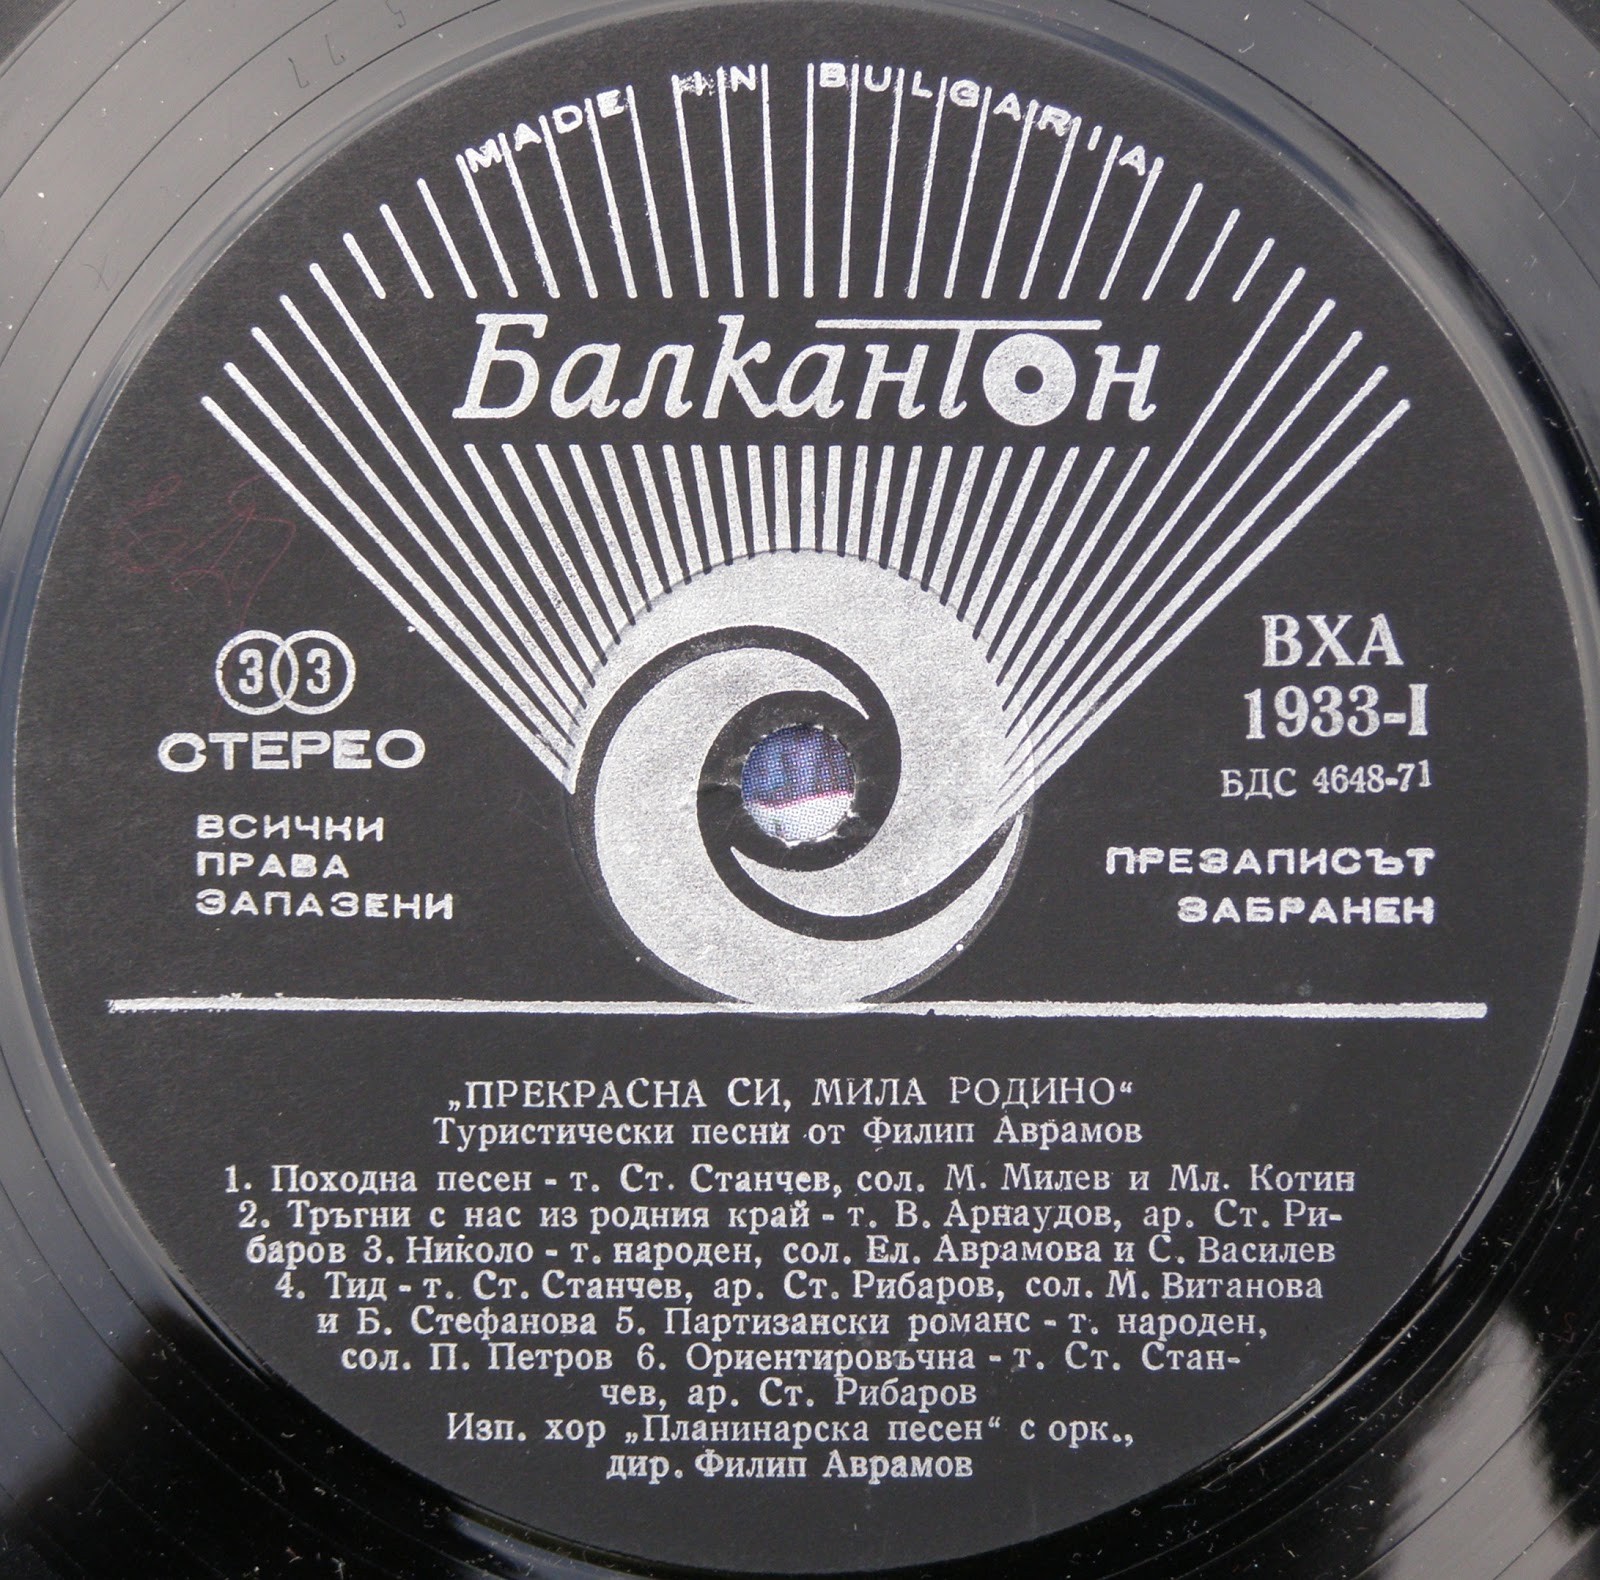 MADE IN BULGARIA
Балкантон
33
СТЕРЕО
ВСИЧКИ
ПРАВА
ЗАПАЗЕНИ
ВХА
1933-I
БДС 4648-71
ПРЕЗАПИСЪТ
ЗАБРАНЕН
„ПРЕКРАСНА СИ, МИЛА РОДИНО“
Туристически песни от Филип Аврамов
1. Походна песен - т. Ст. Станчев, сол. М. Милев и Мл. Котин
2. Тръгни с нас из родния край - т. В. Арнаудов, ар. Ст. Ри-
баров 3. Николо - т. народен, сол. Ел. Аврамова и С. Василев
4. Тид - т. Ст. Станчев, ар. Ст. Рибаров, сол. М. Витанова
и Б. Стефанова 5. Партизански романс - т. народен,
сол. П. Петров 6. Ориентировъчна - т. Ст. Стан-
чев, ар. Ст. Рибаров
Изп. хор „Планинарска песен“ с орк.,
дир. Филип Аврамов